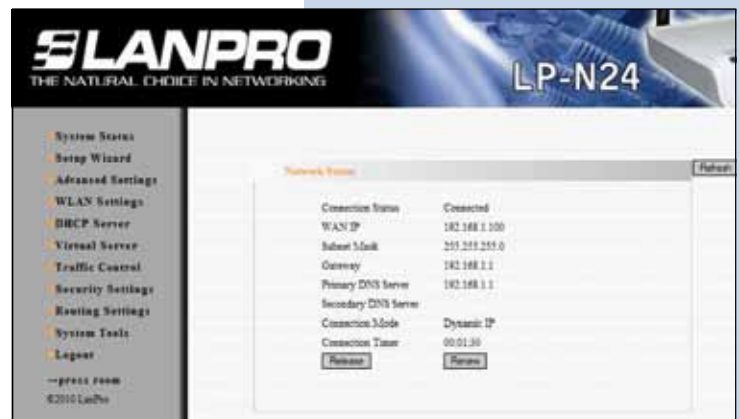 LANPRO
THE NATURAL CHOICE IN NETWORKING
LP-N24
System Status
Setup Wizard
Advanced Settings
WLAN Settings
DHCP Server
Virtual Server
Traffic Control
Security Settings
Routing Settings
System Tools
Logout
--press room
©2010 LanPro
Network Status
Refresh
Connection Status Connected
WAN IP 192.168.1.100
Subnet Mask 255.255.255.0
Gateway 192.168.1.1
Primary DNS Server 192.168.1.1
Secondary DNS Server
Connection Mode Dynamic IP
Connection Timer 00:01:30
Release Renew